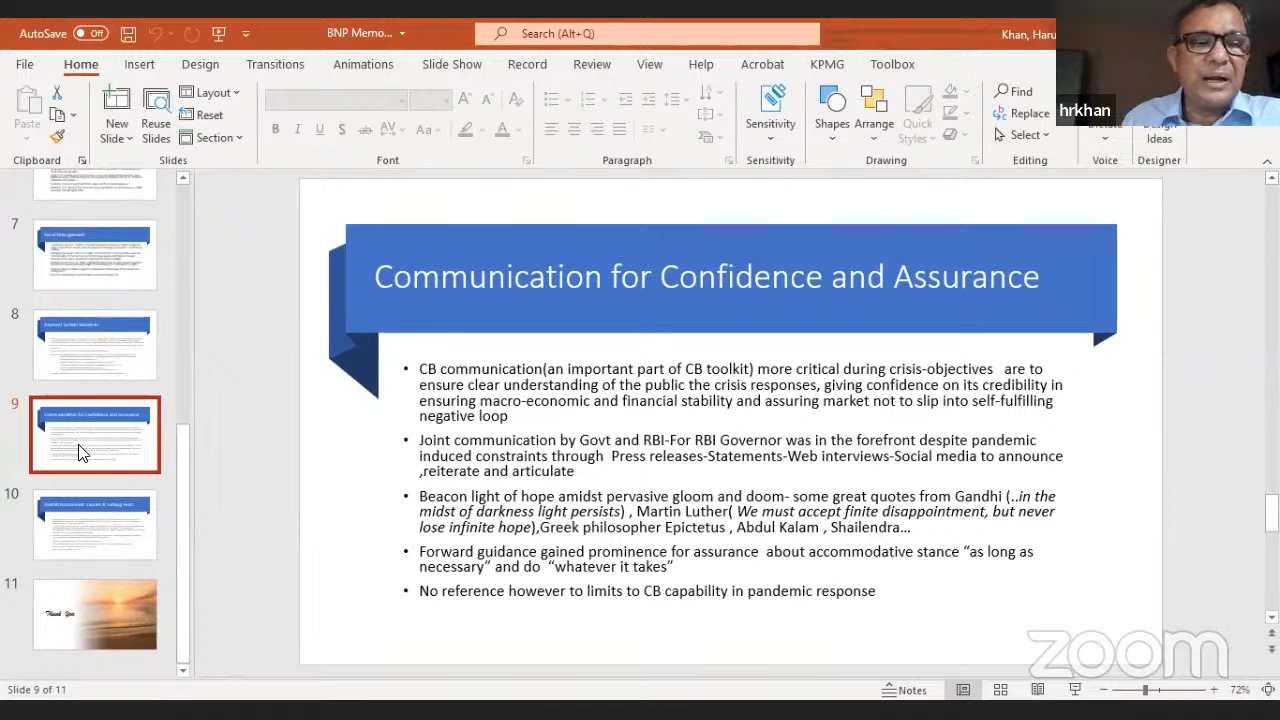 AutoSave Off
BNP Memo...
Search (Alt+Q)
Khan, Haru
File Home Insert Design Transitions Animations Slide Show Record Review View Help Acrobat KPMG Toolbox
Paste
Clipboard
New Slide
Reuse Slides
Layout
Reset
Section
Slides
B I U S ab AV Aa A
Font
Paragraph
Sensitivity
Sensitivity
Shapes Arrange Quick Styles
Drawing
Find
Replace
Select
Editing
Dictate
Voice
Design Ideas
Designer
hrkhan
7
8
9
Communication for Confidence and Assurance
10
11
Thank You
Communication for Confidence and Assurance
• CB communication(an important part of CB toolkit) more critical during crisis-objectives are to
ensure clear understanding of the public the crisis responses, giving confidence on its credibility in
ensuring macro-economic and financial stability and assuring market not to slip into self-fulfilling
negative loop
• Joint communication by Govt and RBI-For RBI Governor was in the forefront despite pandemic
induced constraints through Press releases-Statements-Web interviews-Social media to announce
,reiterate and articulate
• Beacon light of hope amidst pervasive gloom and doom- some great quotes from Gandhi (..in the
midst of darkness light persists) , Martin Luther( We must accept finite disappointment, but never
lose infinite hope),Greek philosopher Epictetus , Abdul Kalam , Shailendra...
• Forward guidance gained prominence for assurance about accommodative stance “as long as
necessary” and do “whatever it takes”
• No reference however to limits to CB capability in pandemic response
zoom
Slide 9 of 11
Notes
72%